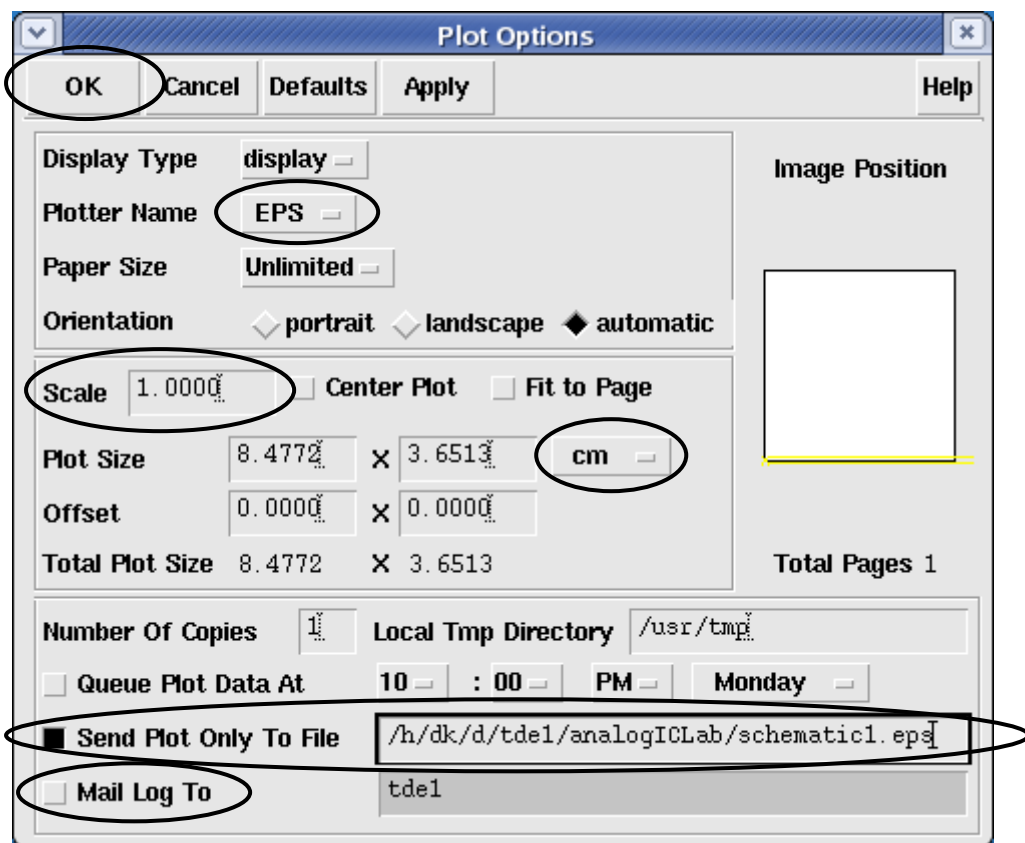 Plot Options
OK Cancel Defaults Apply Help
Display Type display
Plotter Name EPS
Paper Size Unlimited
Orientation portrait landscape automatic
Image Position
Scale 1.0000 Center Plot Fit to Page
Plot Size 8.4772 X 3.6513 cm
Offset 0.0000 X 0.0000
Total Plot Size 8.4772 X 3.6513
Total Pages 1
Number Of Copies 1 Local Tmp Directory /usr/tmp
Queue Plot Data At 10 : 00 PM Monday
Send Plot Only To File /h/dk/d/tde1/analogICLab/schematic1.eps
Mail Log To tde1